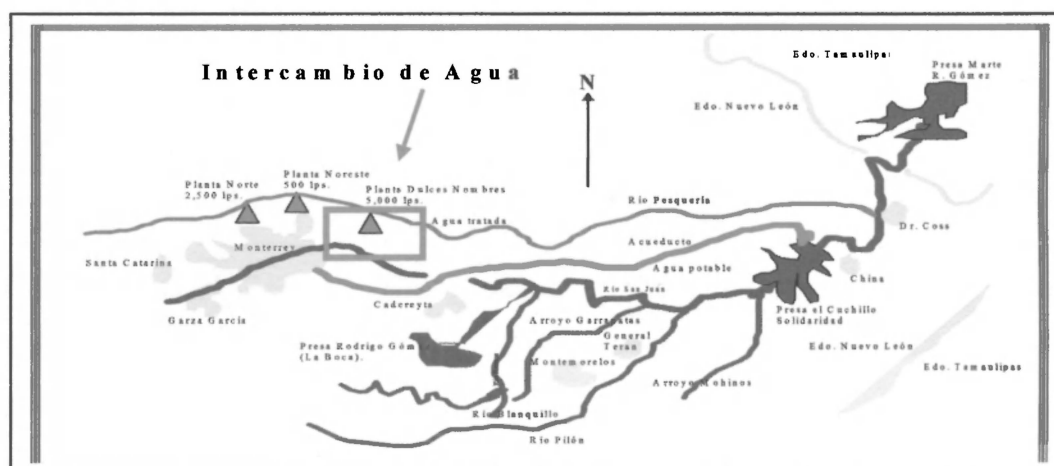 Edo. Tamaulipas
Intercambio de Agua
Presa Marte
R. Gómez
N
Edo. Nuevo León
Planta Noreste
500 lps.
Planta Norte
2,500 lps.
Planta Dulces Nombres
5,000 lps.
Río Pesquería
Agua tratada
Dr. Coss
Monterrey
Acueducto
Santa Catarina
Agua potable
China
Río San Juan
Cadereyta
Presa el Cuchillo
Solidaridad
Garza García
Arroyo Garrapatas
General
Terán
Presa Rodrigo Góm
(La Boca).
Edo. Nuevo León
Montemorelos
Edo. Tamaulipas
Arroyo Mohinos
Río Blanquillo
Río Pilón